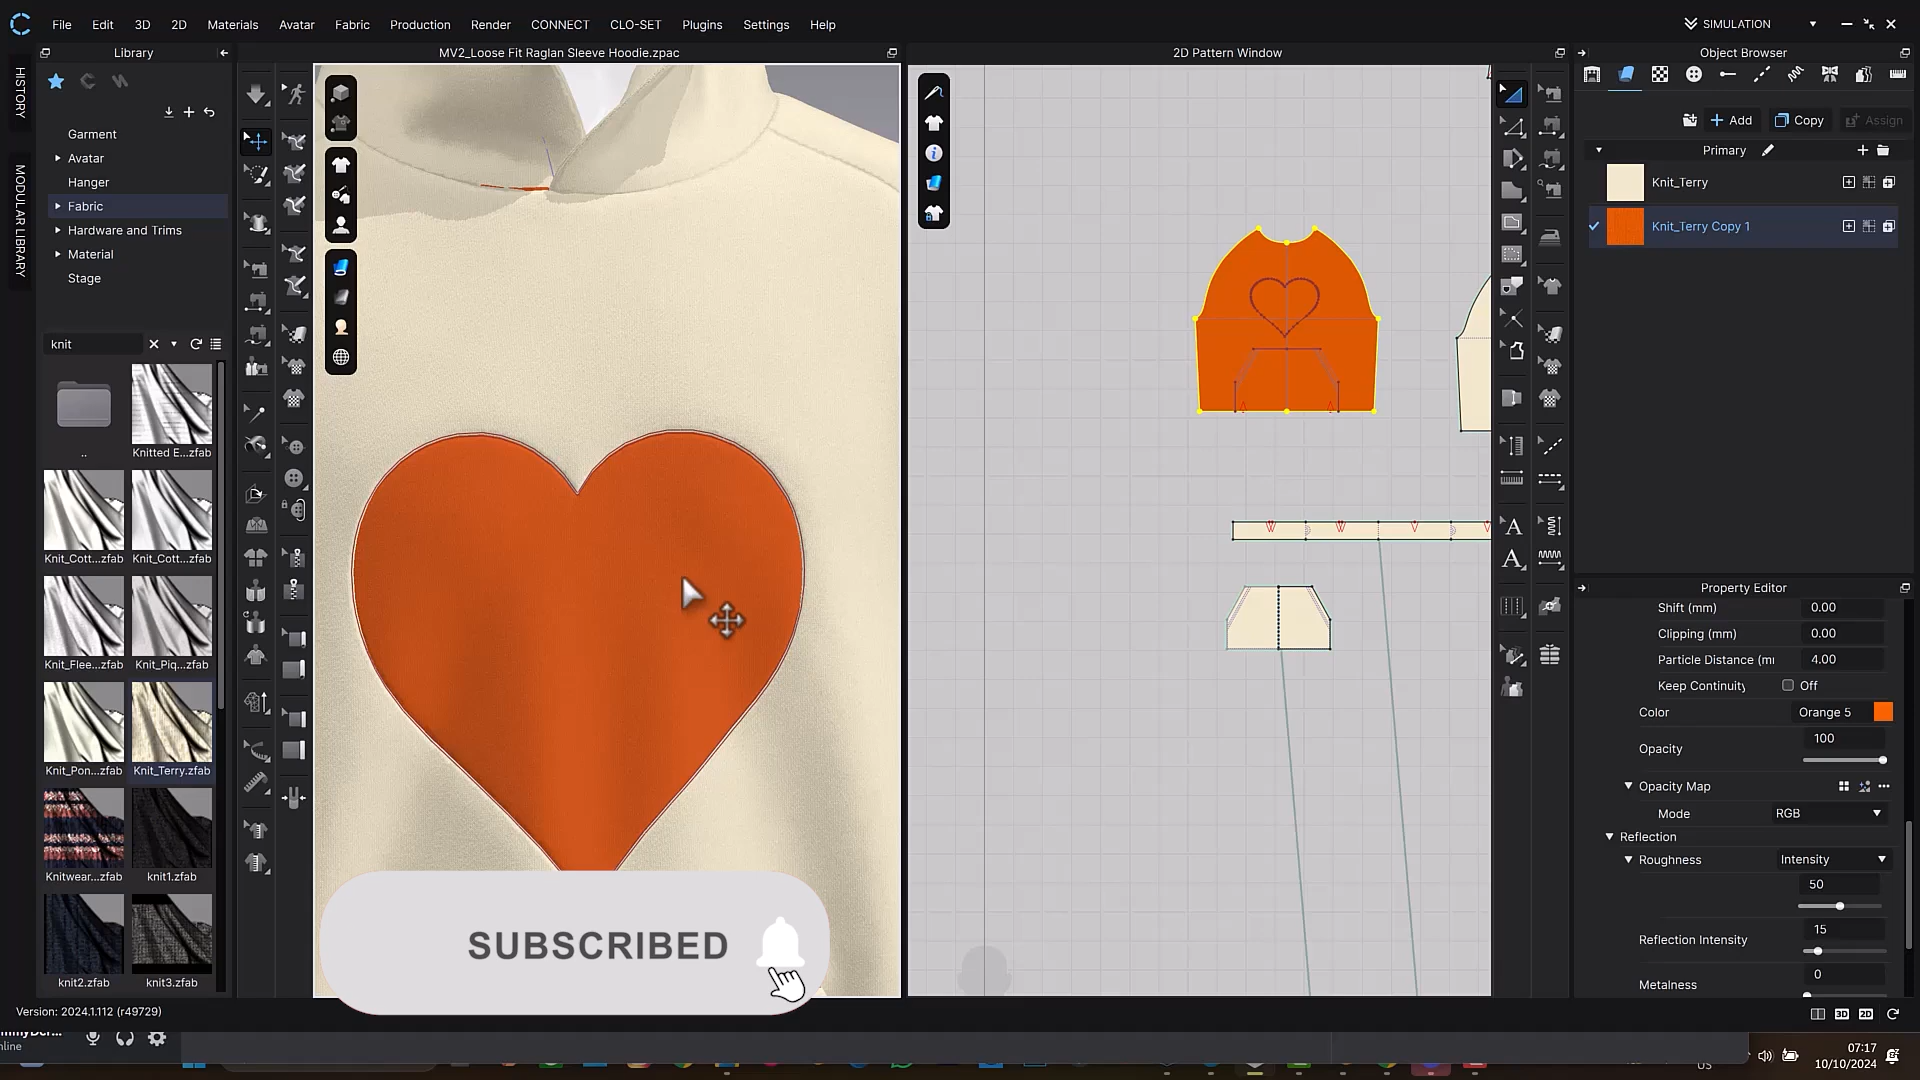 File Edit 3D 2D Materials Avatar Fabric Production Render CONNECT CLO-SET Plugins Settings Help
SIMULATION
Library
MV2_Loose Fit Raglan Sleeve Hoodie.zpac
2D Pattern Window
Object Browser
HISTORY
MODULAR LIBRARY
Garment
Avatar
Hanger
Fabric
Hardware and Trims
Material
Stage
knit
..
Knitted E...zfab
Knit_Cott...zfab
Knit_Cott...zfab
Knit_Flee...zfab
Knit_Piq...zfab
Knit_Pon...zfab
Knit_Terry.zfab
Knitwear...zfab
knit1.zfab
knit2.zfab
knit3.zfab
SUBSCRIBED
Add
Copy
Assign
Primary
Knit_Terry
Knit_Terry Copy 1
Property Editor
Shift (mm) 0.00
Clipping (mm) 0.00
Particle Distance (m 4.00
Keep Continuity Off
Color Orange 5
Opacity 100
Opacity Map
Mode RGB
Reflection
Roughness Intensity
50
Reflection Intensity 15
Metalness 0
Version: 2024.1.112 (r49729)
3D 2D
nline
US
07:17
10/10/2024